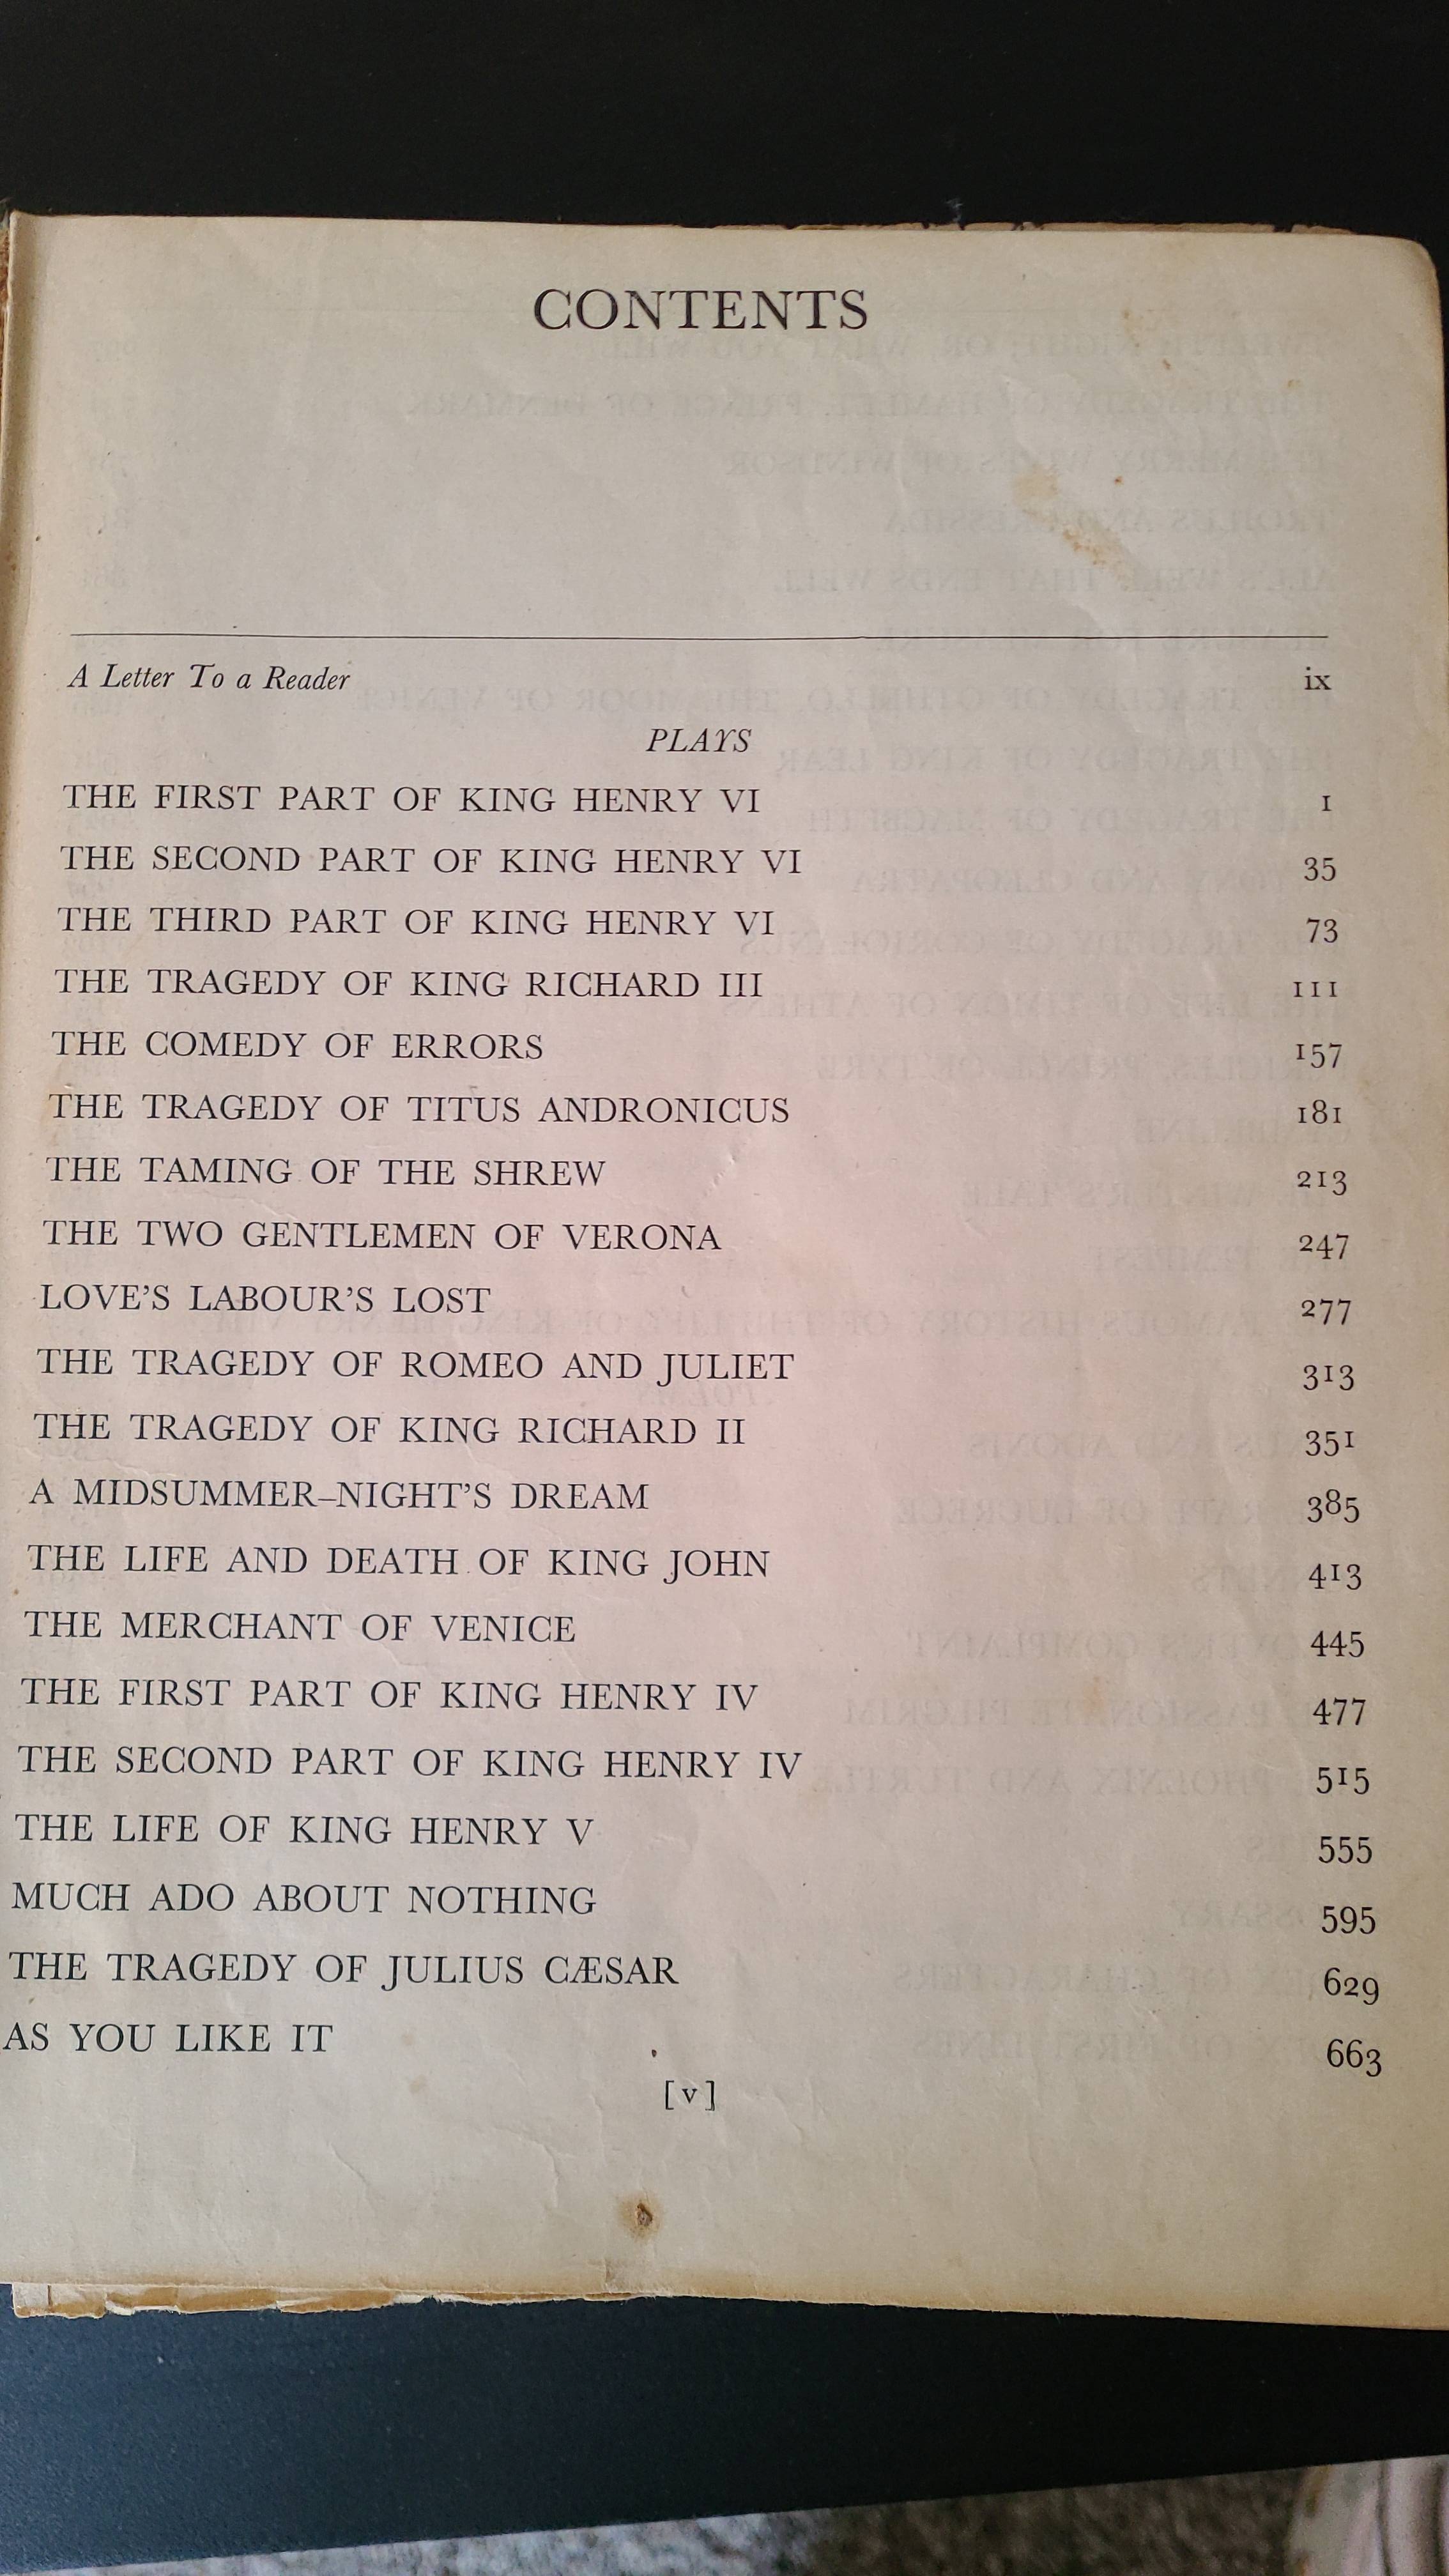 CONTENTS
A Letter To a Reader ix
PLAYS
THE FIRST PART OF KING HENRY VI 1
THE SECOND PART OF KING HENRY VI 35
THE THIRD PART OF KING HENRY VI 73
THE TRAGEDY OF KING RICHARD III 111
THE COMEDY OF ERRORS 157
THE TRAGEDY OF TITUS ANDRONICUS 181
THE TAMING OF THE SHREW 213
THE TWO GENTLEMEN OF VERONA 247
LOVE'S LABOUR'S LOST 277
THE TRAGEDY OF ROMEO AND JULIET 313
THE TRAGEDY OF KING RICHARD II 351
A MIDSUMMER–NIGHT'S DREAM 385
THE LIFE AND DEATH OF KING JOHN 413
THE MERCHANT OF VENICE 445
THE FIRST PART OF KING HENRY IV 477
THE SECOND PART OF KING HENRY IV 515
THE LIFE OF KING HENRY V 555
MUCH ADO ABOUT NOTHING 595
THE TRAGEDY OF JULIUS CÆSAR 629
AS YOU LIKE IT 663
[v]